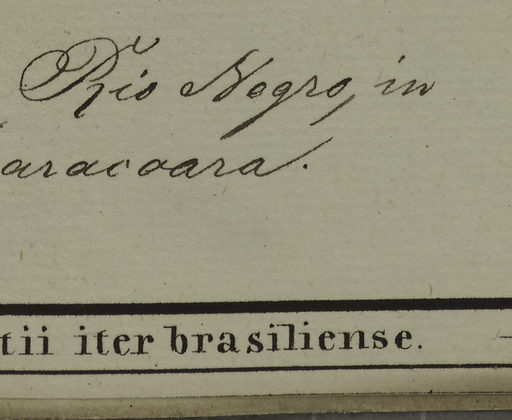 Rio Negro, in
aracoara.
tii iter brasiliense.